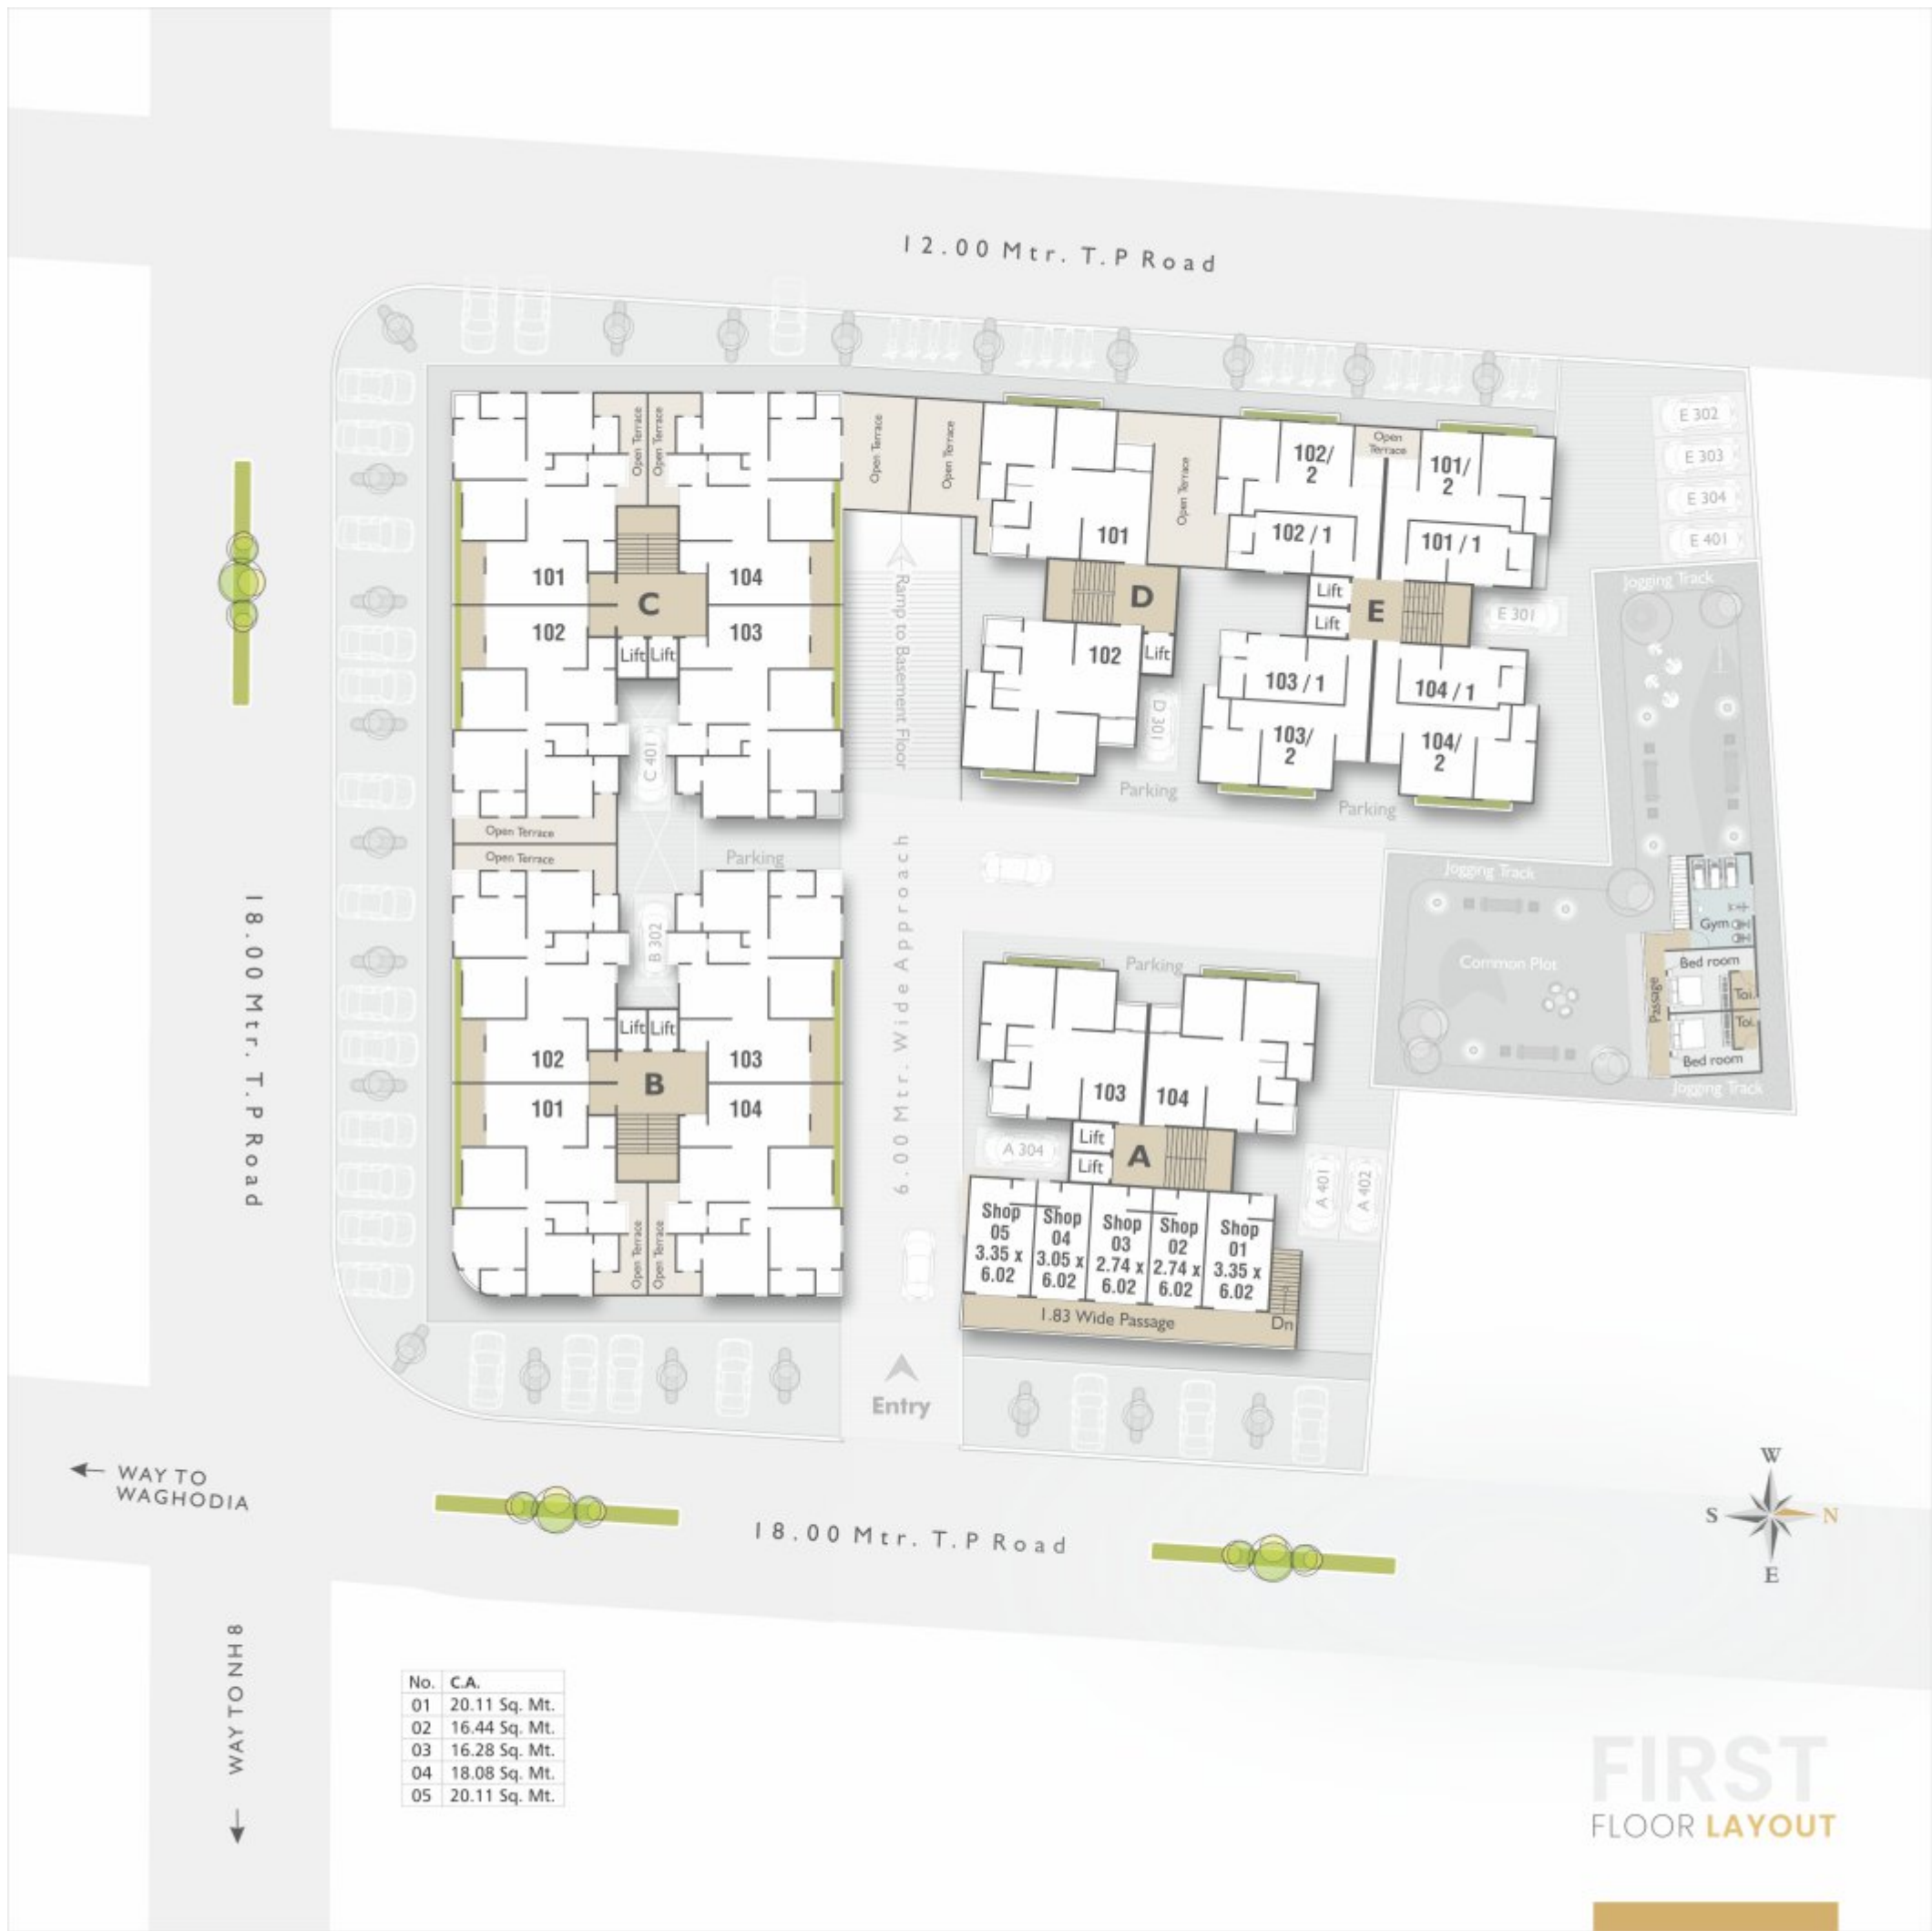 12.00 Mtr. T.P Road
Open Terrace
Open Terrace
Open Terrace
Open Terrace
Open Terrace
Open
Terrace
102/
2
101/
2
102 / 1
101 / 1
101
101
104
C
102
103
Lift
Lift
D
102
Lift
Lift
Lift
E
103 / 1
104 / 1
103/
2
104/
2
E 302
E 303
E 304
E 401
E 301
D 301
C 401
Ramp to Basement Floor
Parking
Parking
Jogging Track
Open Terrace
Open Terrace
Parking
B 302
Lift
Lift
102
103
B
101
104
Open Terrace
Open Terrace
6.00 Mtr. Wide Approach
Parking
103
104
A 304
Lift
Lift
A
A 401
A 402
Shop
05
3.35 x
6.02
Shop
04
3.05 x
6.02
Shop
03
2.74 x
6.02
Shop
02
2.74 x
6.02
Shop
01
3.35 x
6.02
1.83 Wide Passage
Dn
Jogging Track
Common Plot
Gym
Bed room
Passage
Toi.
Toi.
Bed room
Jogging Track
18.00 Mtr. T.P Road
Entry
WAY TO
WAGHODIA
18.00 Mtr. T.P Road
W
S
N
E
WAY TO NH 8
No. C.A.
01 20.11 Sq. Mt.
02 16.44 Sq. Mt.
03 16.28 Sq. Mt.
04 18.08 Sq. Mt.
05 20.11 Sq. Mt.
FIRST
FLOOR LAYOUT